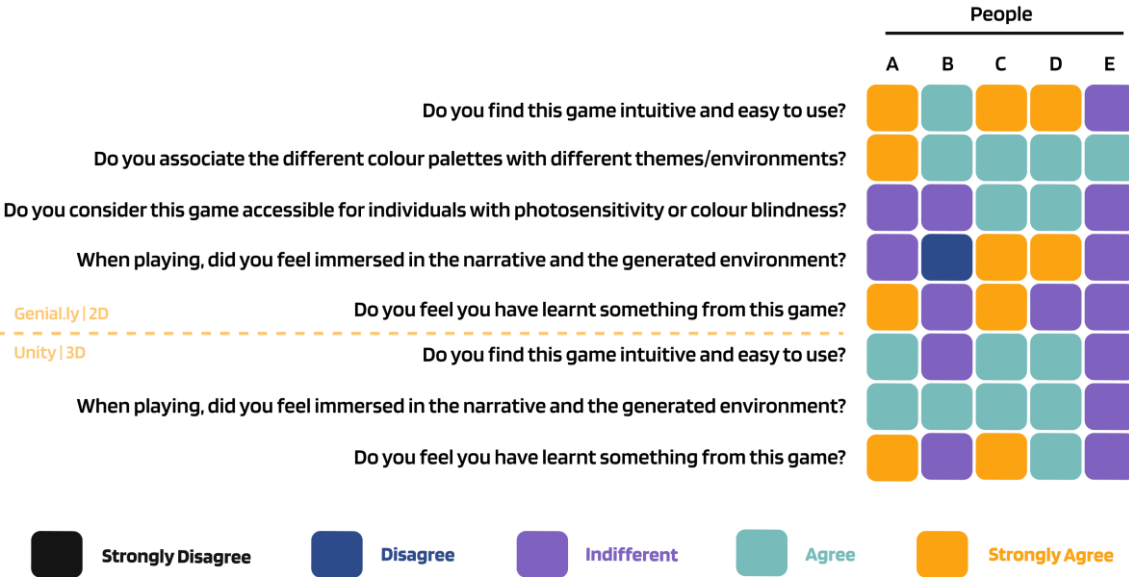 People
A B C D E
Do you find this game intuitive and easy to use?
Do you associate the different colour palettes with different themes/environments?
Do you consider this game accessible for individuals with photosensitivity or colour blindness?
When playing, did you feel immersed in the narrative and the generated environment?
Genial.ly | 2D
Do you feel you have learnt something from this game?
Unity | 3D
Do you find this game intuitive and easy to use?
When playing, did you feel immersed in the narrative and the generated environment?
Do you feel you have learnt something from this game?
Strongly Disagree
Disagree
Indifferent
Agree
Strongly Agree